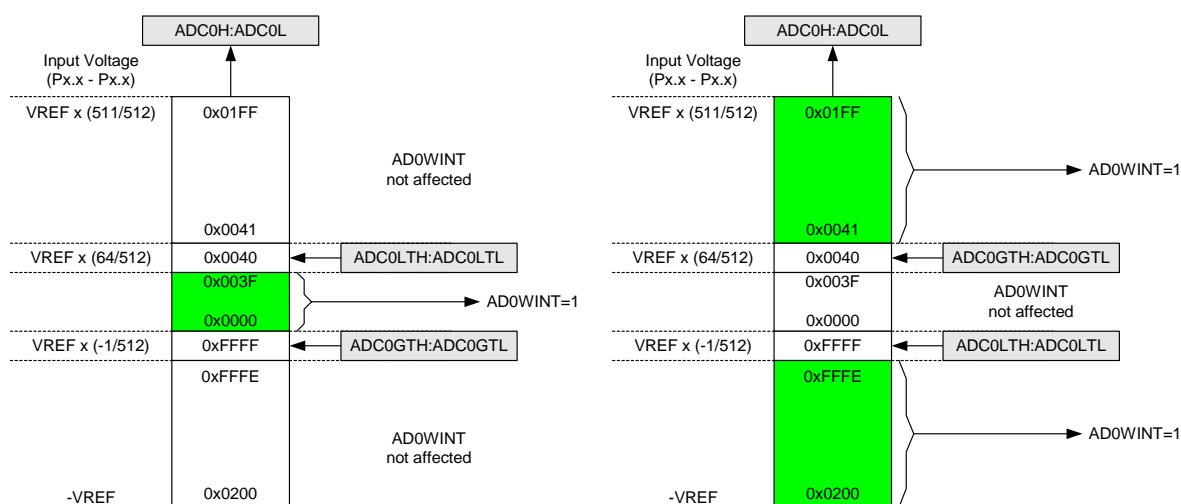 ADC0H:ADC0L
Input Voltage
(Px.x - Px.x)
VREF x (511/512)
0x01FF
AD0WINT
not affected
0x0041
VREF x (64/512)
0x0040
ADC0LTH:ADC0LTL
0x003F
AD0WINT=1
0x0000
VREF x (-1/512)
0xFFFF
ADC0GTH:ADC0GTL
0xFFFE
AD0WINT
not affected
-VREF
0x0200
ADC0H:ADC0L
Input Voltage
(Px.x - Px.x)
VREF x (511/512)
0x01FF
AD0WINT=1
0x0041
VREF x (64/512)
0x0040
ADC0GTH:ADC0GTL
0x003F
AD0WINT
not affected
0x0000
VREF x (-1/512)
0xFFFF
ADC0LTH:ADC0LTL
0xFFFE
AD0WINT=1
-VREF
0x0200